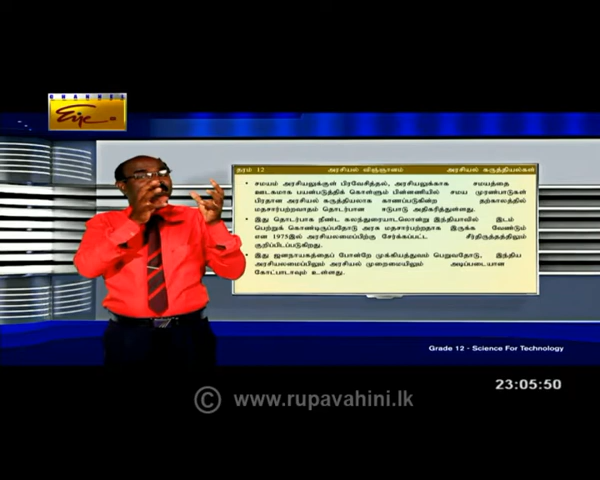 CHANNEL
Eye
தரம் 12 அரசியல் விஞ்ஞானம் அரசியல் கருத்தியல்கள்
• சமயம் அரசியலுக்குள் பிரவேசித்தல், அரசியலுக்காக சமயத்தை
ஊடகமாக பயன்படுத்திக் கொள்ளும் பின்னணியில் சமய முரண்பாடுகள்
பிரதான அரசியல் கருத்தியலாக காணப்படுகின்ற தற்காலத்தில்
மதசார்பற்றவாதம் தொடர்பான ஈடுபாடு அதிகரித்துள்ளது.
• இது தொடர்பாக நீண்ட கலந்துரையாடலொன்று இந்தியாவில் இடம்
பெற்றுக் கொண்டிருப்பதோடு அரசு மதசார்பற்றதாக இருக்க வேண்டும்
என 1975இல் அரசியலமைப்பிற்கு சேர்க்கப்பட்ட சீர்திருத்தத்திலும்
குறிப்பிடப்படுகிறது.
• இது ஜனநாயகத்தைப் போன்றே முக்கியத்துவம் பெறுவதோடு, இந்திய
அரசியலமைப்பிலும் அரசியல் முறைமையிலும் அடிப்படையான
கோட்பாடாவும் உள்ளது.
Grade 12 - Science For Technology
23:05:50
© www.rupavahini.lk